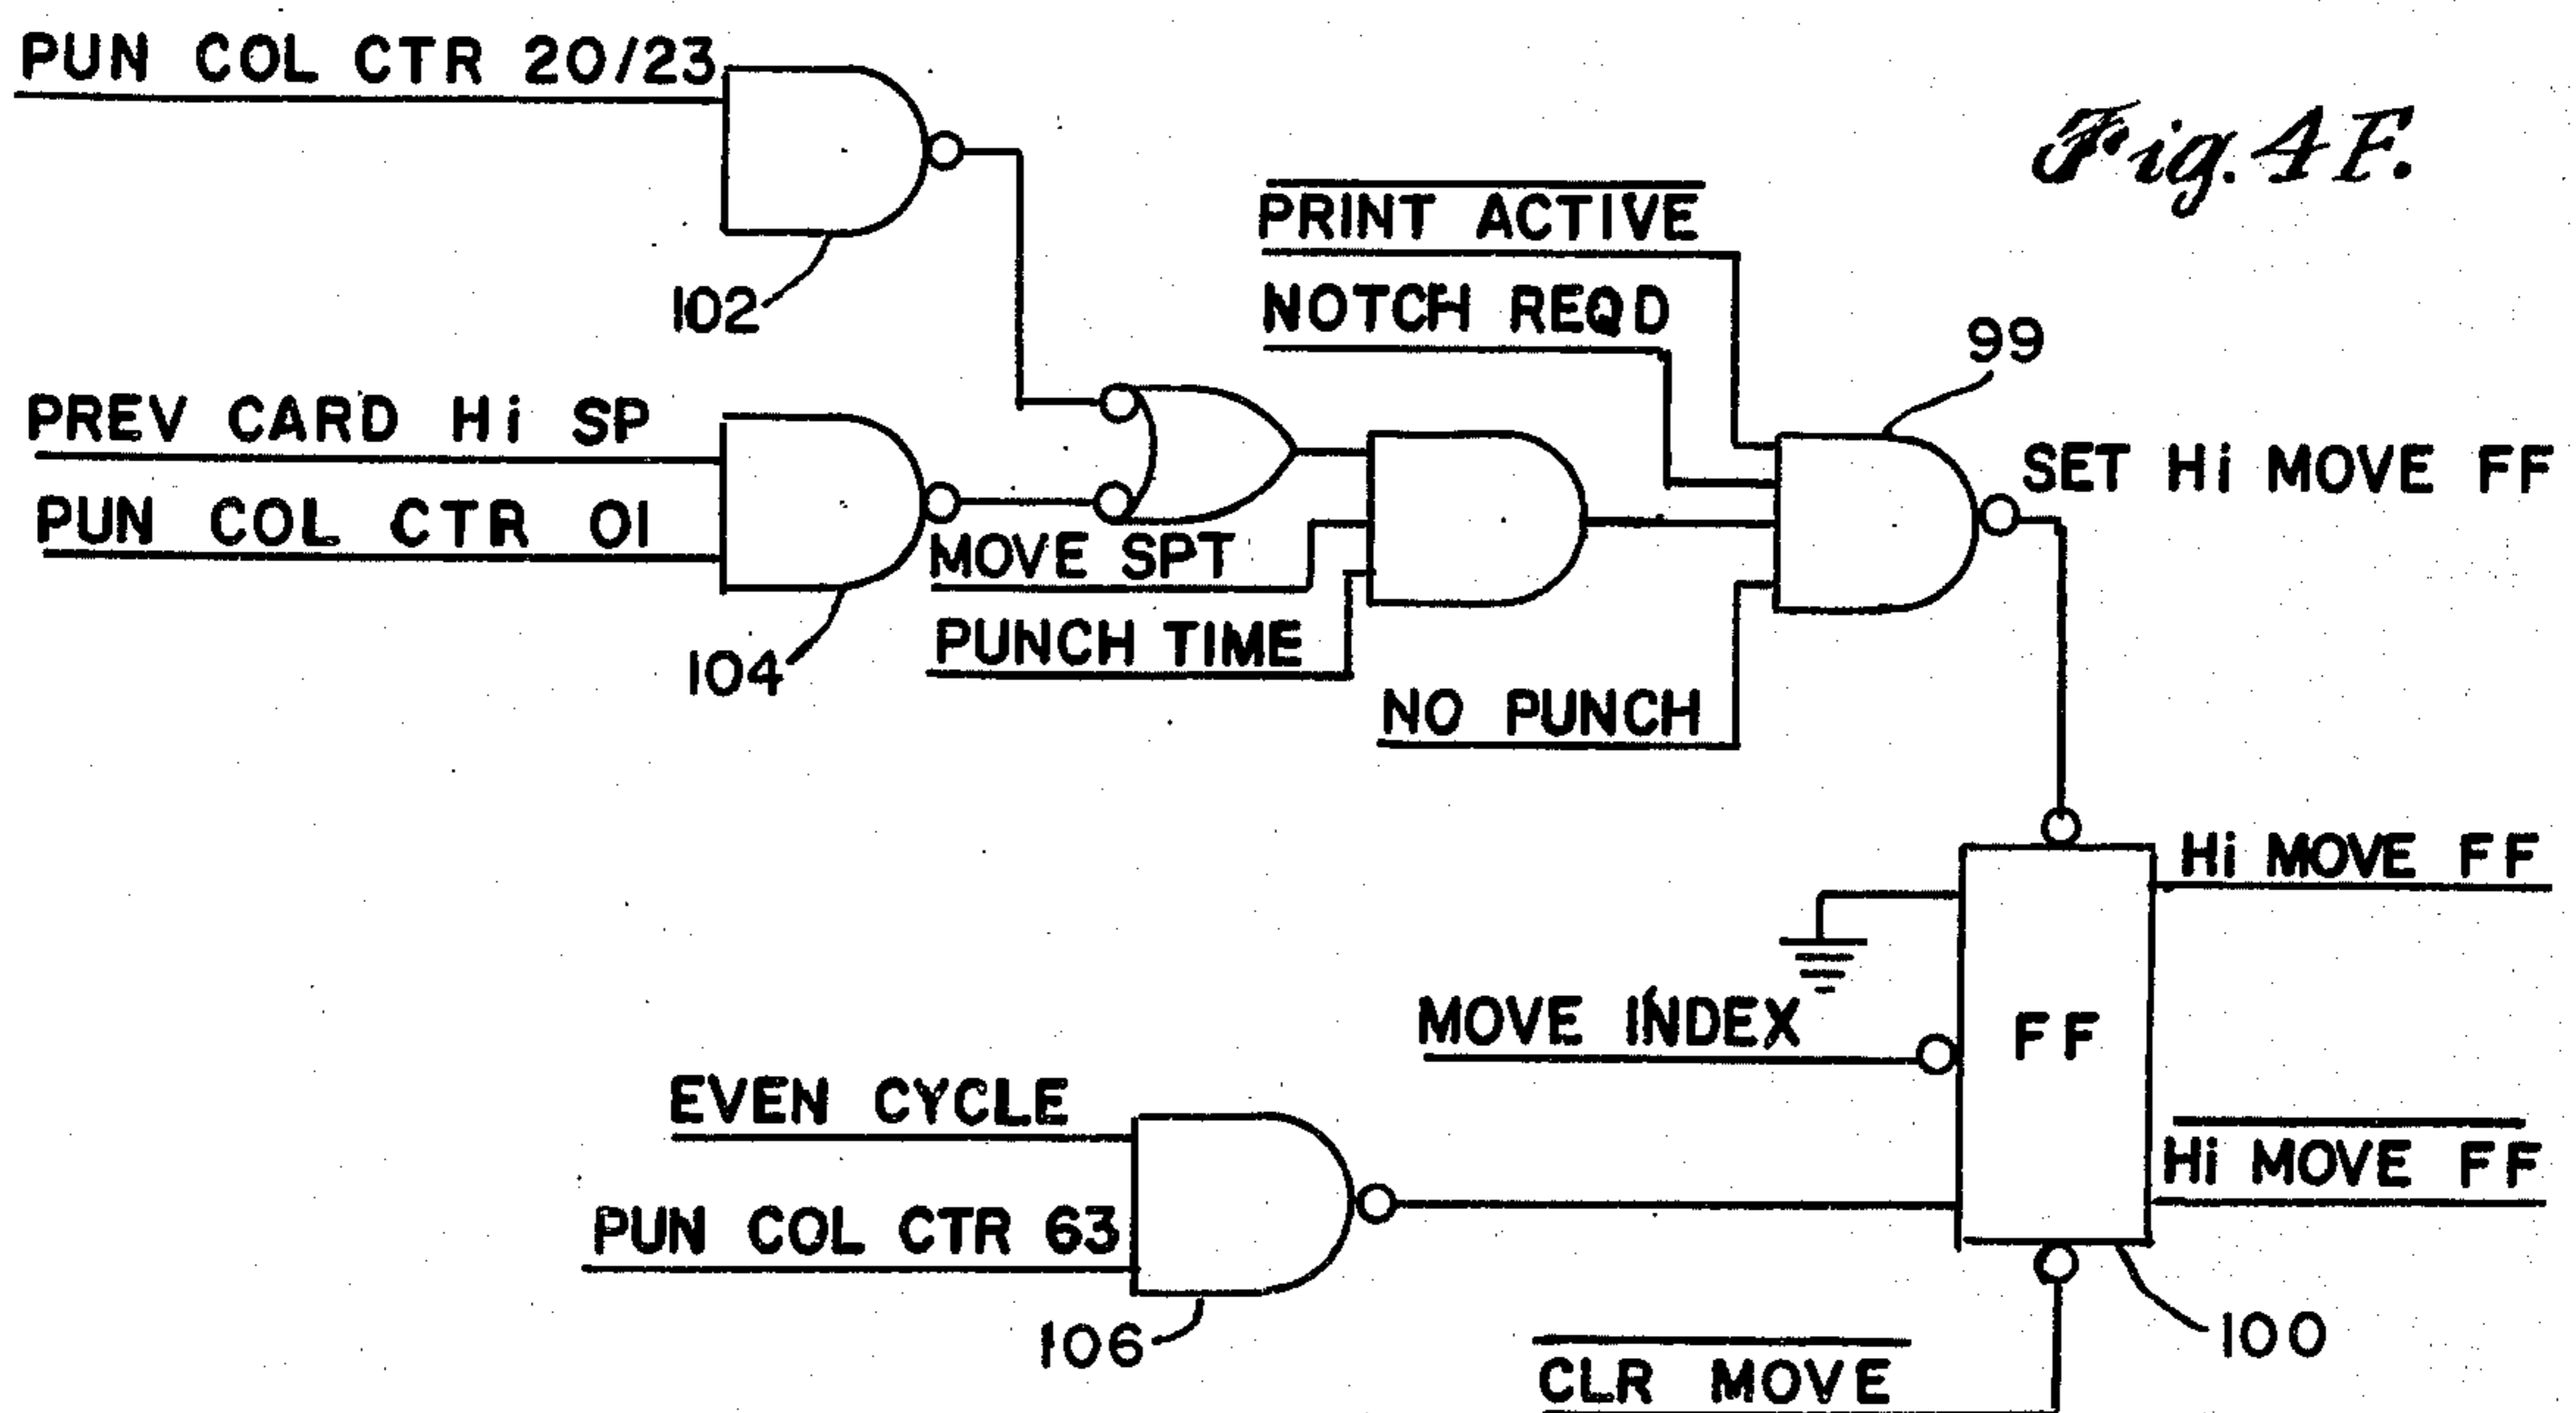 PUN COL CTR 20/23
Fig. 4F.
102
PRINT ACTIVE
NOTCH REQD
99
PREV CARD Hi SP
SET Hi MOVE FF
PUN COL CTR 01
MOVE SPT
PUNCH TIME
104
NO PUNCH
Hi MOVE FF
MOVE INDEX
FF
EVEN CYCLE
Hi MOVE FF
PUN COL CTR 63
106
100
CLR MOVE